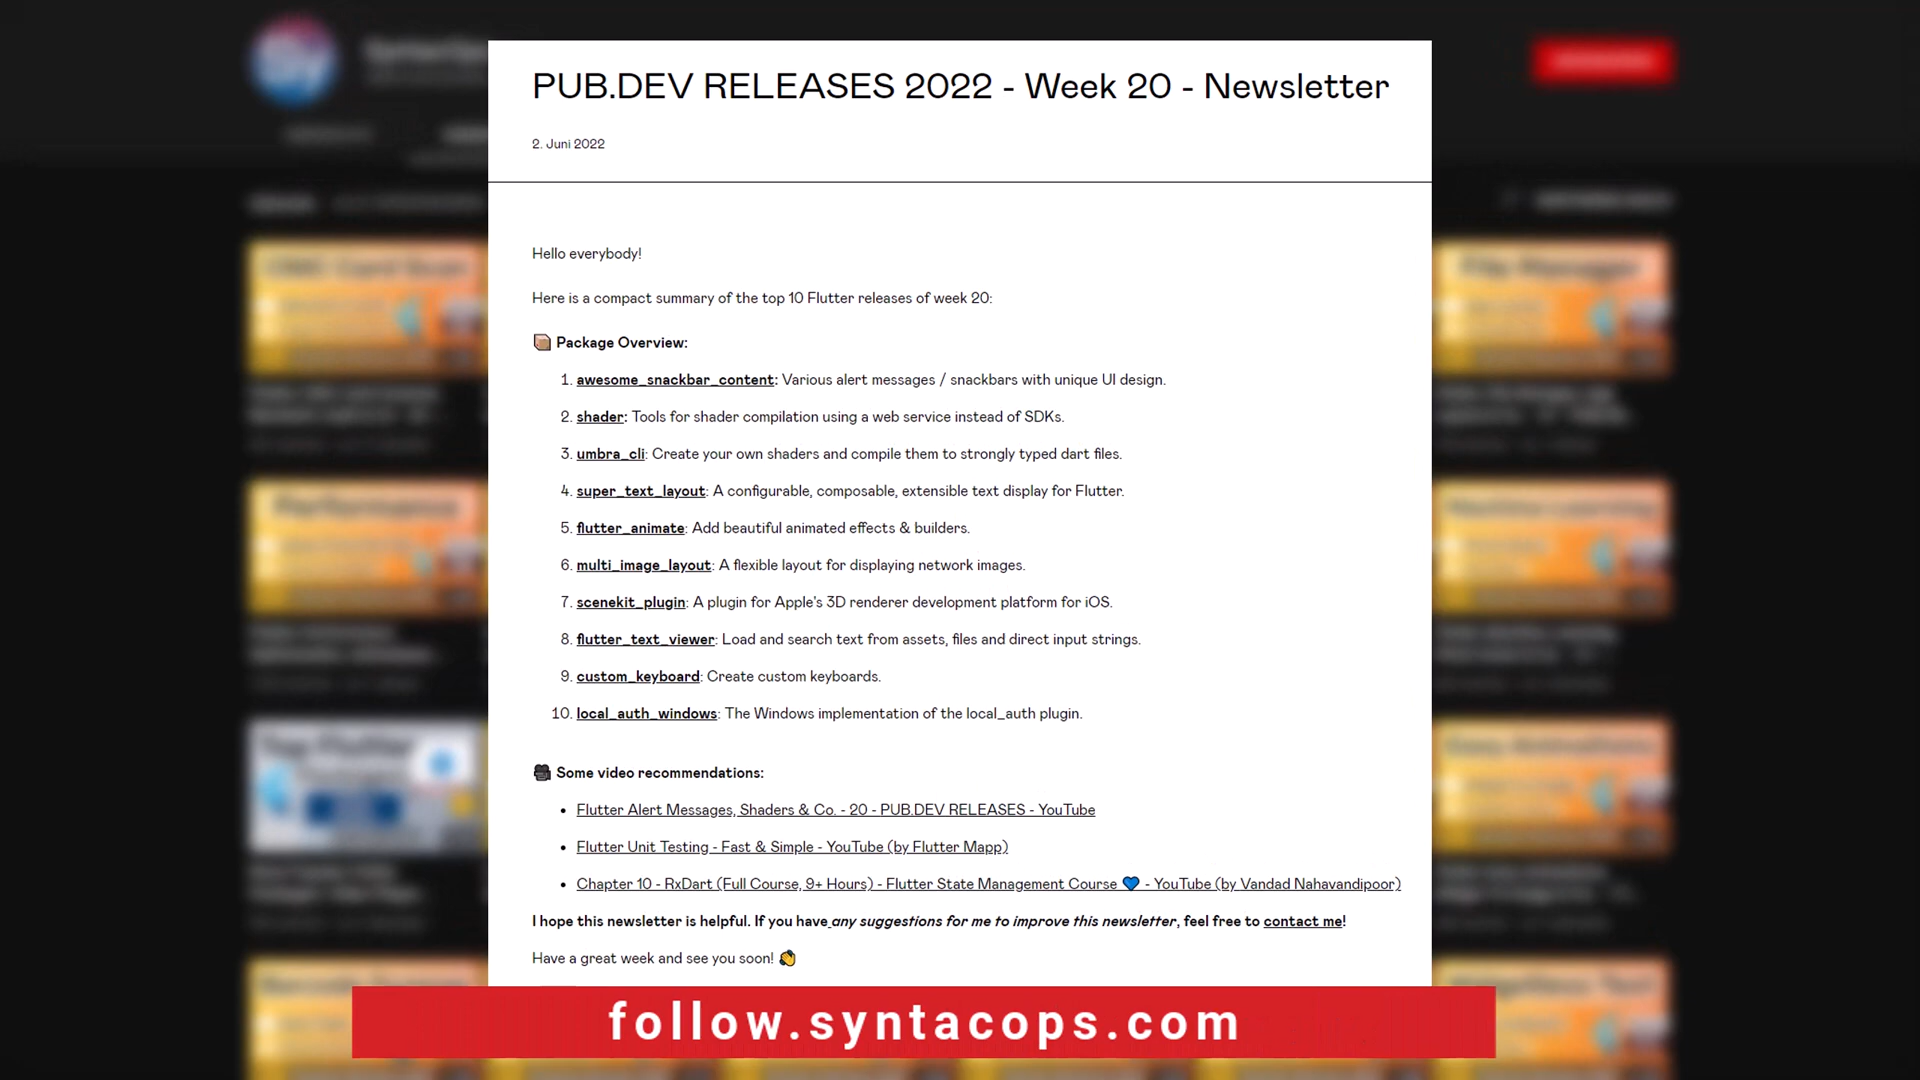 PUB.DEV RELEASES 2022 - Week 20 - Newsletter
2. Juni 2022
Hello everybody!
Here is a compact summary of the top 10 Flutter releases of week 20:
📦 Package Overview:
1. awesome_snackbar_content: Various alert messages / snackbars with unique UI design.
2. shader: Tools for shader compilation using a web service instead of SDKs.
3. umbra_cli: Create your own shaders and compile them to strongly typed dart files.
4. super_text_layout: A configurable, composable, extensible text display for Flutter.
5. flutter_animate: Add beautiful animated effects & builders.
6. multi_image_layout: A flexible layout for displaying network images.
7. scenekit_plugin: A plugin for Apple's 3D renderer development platform for iOS.
8. flutter_text_viewer: Load and search text from assets, files and direct input strings.
9. custom_keyboard: Create custom keyboards.
10. local_auth_windows: The Windows implementation of the local_auth plugin.
🎥 Some video recommendations:
• Flutter Alert Messages, Shaders & Co. - 20 - PUB.DEV RELEASES - YouTube
• Flutter Unit Testing - Fast & Simple - YouTube (by Flutter Mapp)
• Chapter 10 - RxDart (Full Course, 9+ Hours) - Flutter State Management Course 💙 - YouTube (by Vandad Nahavandipoor)
I hope this newsletter is helpful. If you have any suggestions for me to improve this newsletter, feel free to contact me!
Have a great week and see you soon! 👋
follow.syntacops.com
File Manager
Performance
Machine Learning
Top Flutter
Easy Animations